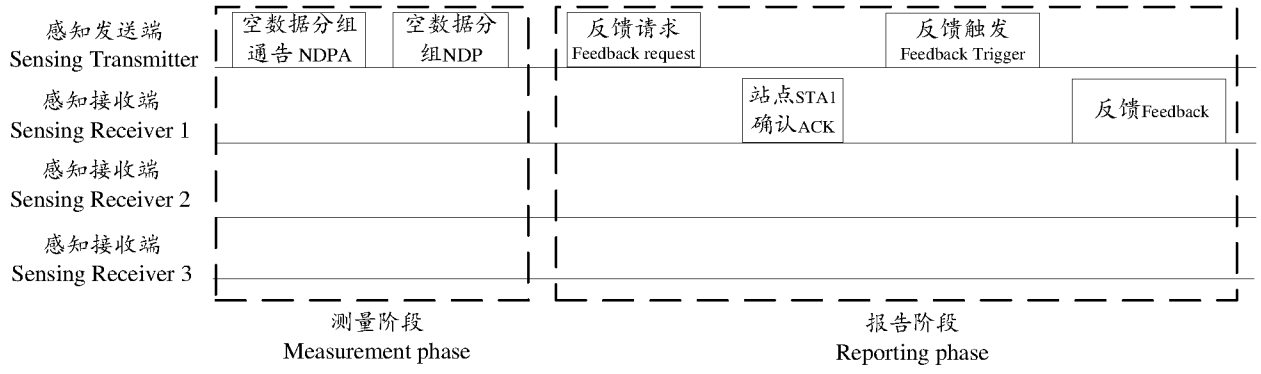 感知发送端
Sensing Transmitter
空数据分组
通告 NDPA
空数据分
组NDP
反馈请求
Feedback request
反馈触发
Feedback Trigger
感知接收端
Sensing Receiver 1
站点STA1
确认ACK
反馈Feedback
感知接收端
Sensing Receiver 2
感知接收端
Sensing Receiver 3
测量阶段
Measurement phase
报告阶段
Reporting phase